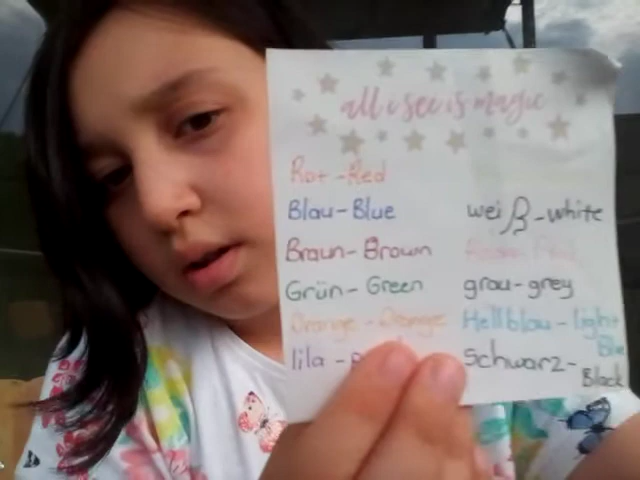 all i see is magic
Rot-Red
Blau-Blue
Braun-Brown
Grün-Green
Orange-Orange
lila-
weiß-white
grau-grey
Hellblau-light
Blue
schwarz-
Black